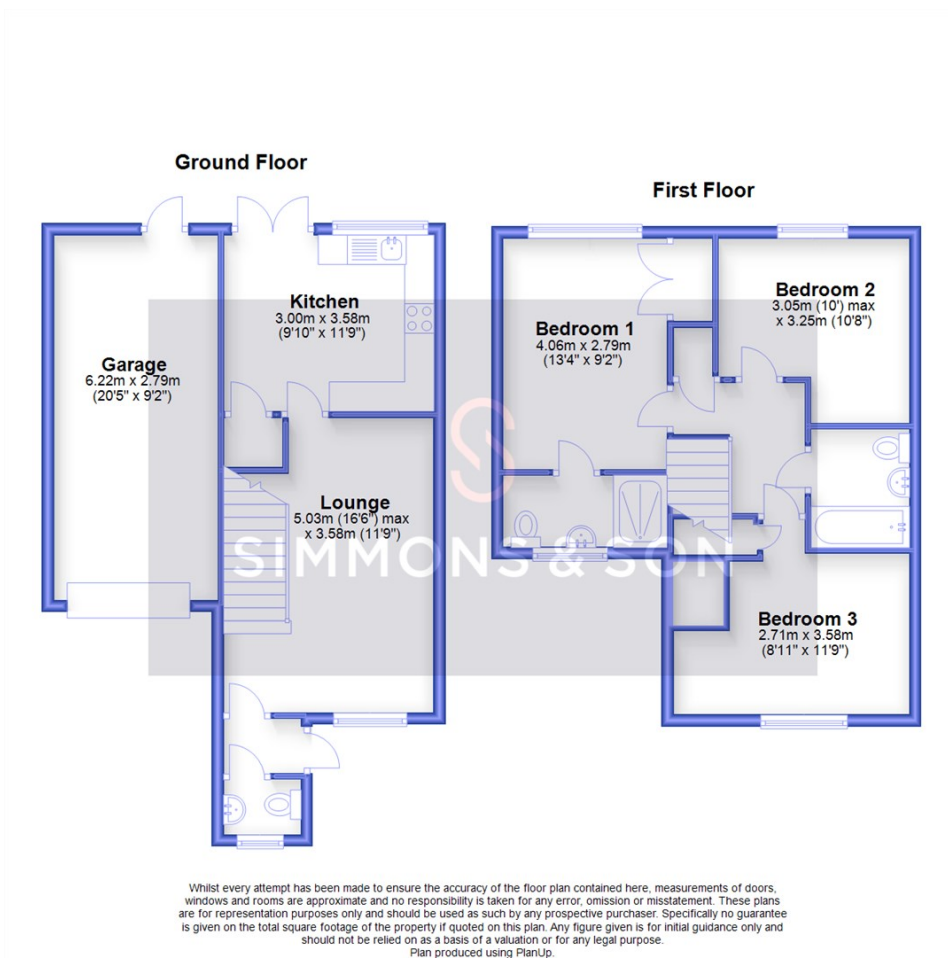 Ground Floor
First Floor
Kitchen
3.00m x 3.58m
(9'10" x 11'9")
Garage
6.22m x 2.79m
(20'5" x 9'2")
Lounge
5.03m (16'6") max
x 3.58m (11'9")
Bedroom 1
4.06m x 2.79m
(13'4" x 9'2")
Bedroom 2
3.05m (10') max
x 3.25m (10'8")
Bedroom 3
2.71m x 3.58m
(8'11" x 11'9")
S
SIMMONS & SON
Whilst every attempt has been made to ensure the accuracy of the floor plan contained here, measurements of doors,
windows and rooms are approximate and no responsibility is taken for any error, omission or misstatement. These plans
are for representation purposes only and should be used as such by any prospective purchaser. Specifically no guarantee
is given on the total square footage of the property if quoted on this plan. Any figure given is for initial guidance only and
should not be relied on as a basis of a valuation or for any legal purpose.
Plan produced using PlanUp.